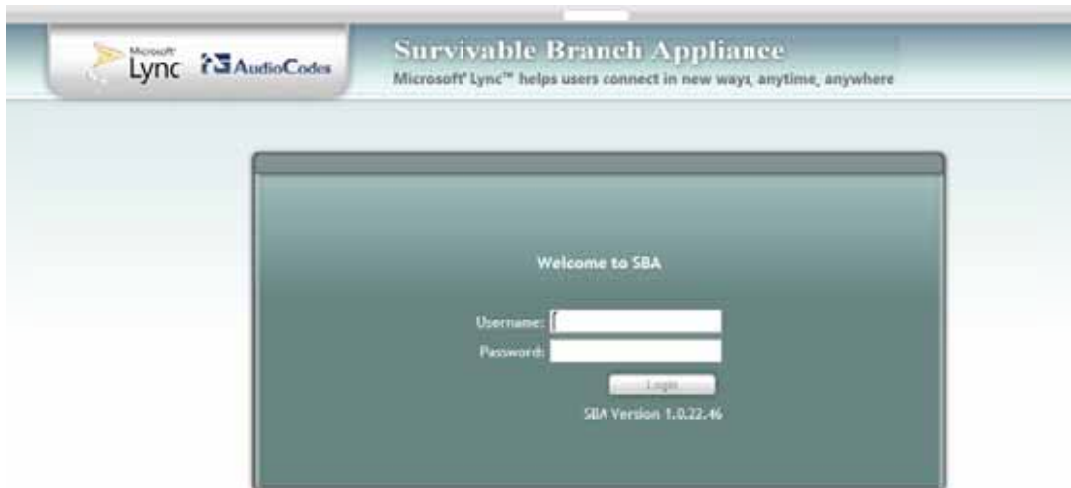 Microsoft
Lync
AudioCodes
Survivable Branch Appliance
Microsoft® Lync™ helps users connect in new ways, anytime, anywhere
Welcome to SBA
Username:
Password:
Login
SBA Version 1.0.22.46